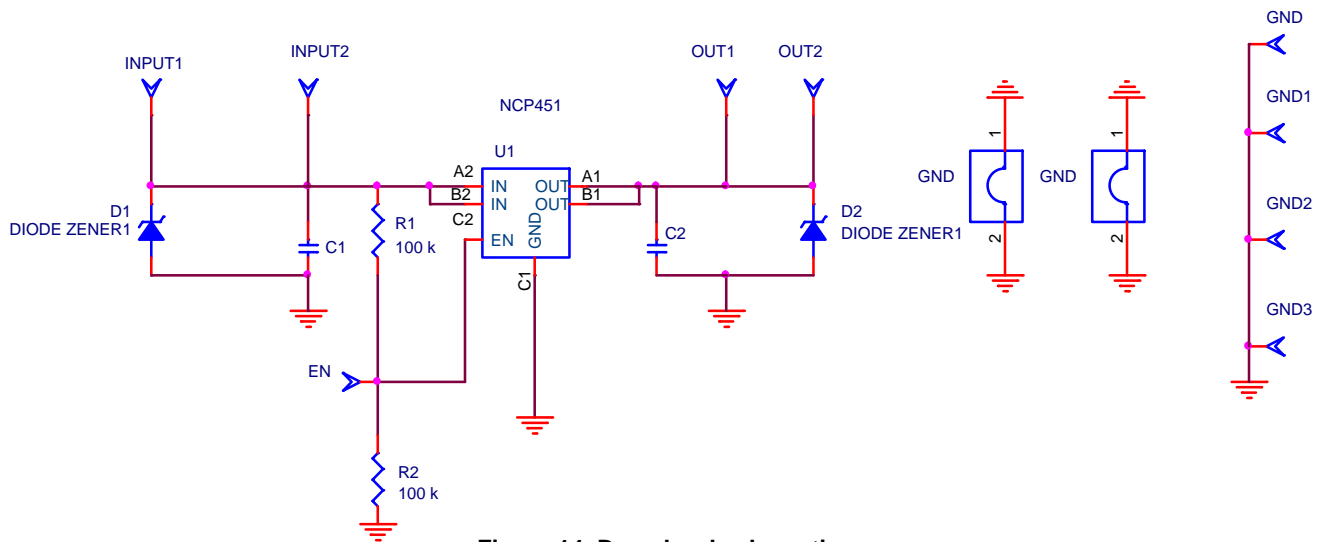 INPUT1
INPUT2
OUT1
OUT2
GND
GND1
GND2
GND3
NCP451
U1
A2
B2
C2
IN
IN
EN
GND
OUT
OUT
A1
B1
C1
D1
DIODE ZENER1
C1
R1
100 k
C2
D2
DIODE ZENER1
GND
1
2
GND
1
2
EN
R2
100 k